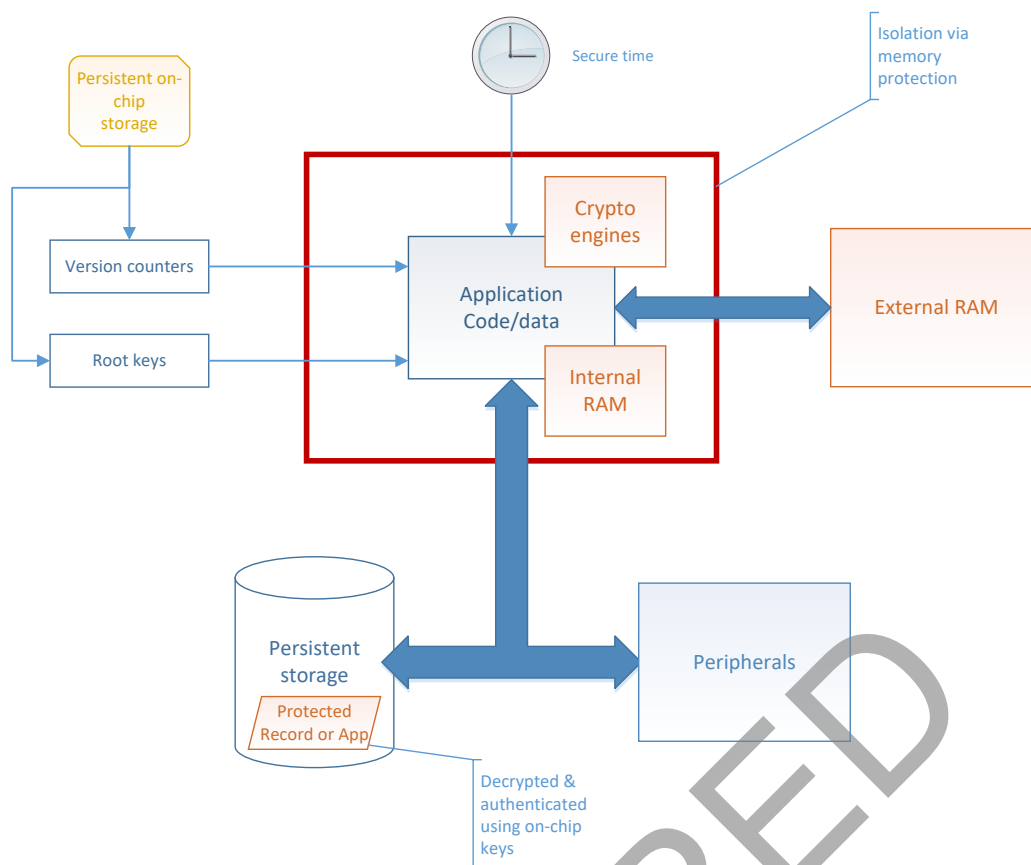 Persistent on-
chip
storage
Secure time
Isolation via
memory
protection
Crypto
engines
Version counters
Application
Code/data
External RAM
Root keys
Internal
RAM
Persistent
storage
Peripherals
Protected
Record or App
Decrypted &
authenticated
using on-chip
keys
RED